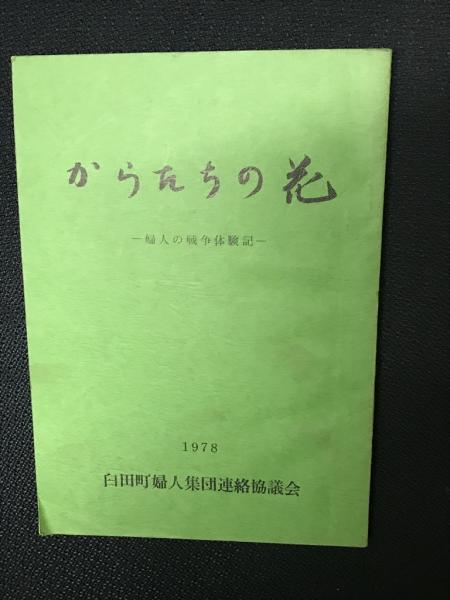 からたちの花
―婦人の戦争体験記―
1978
臼田町婦人集団連絡協議会